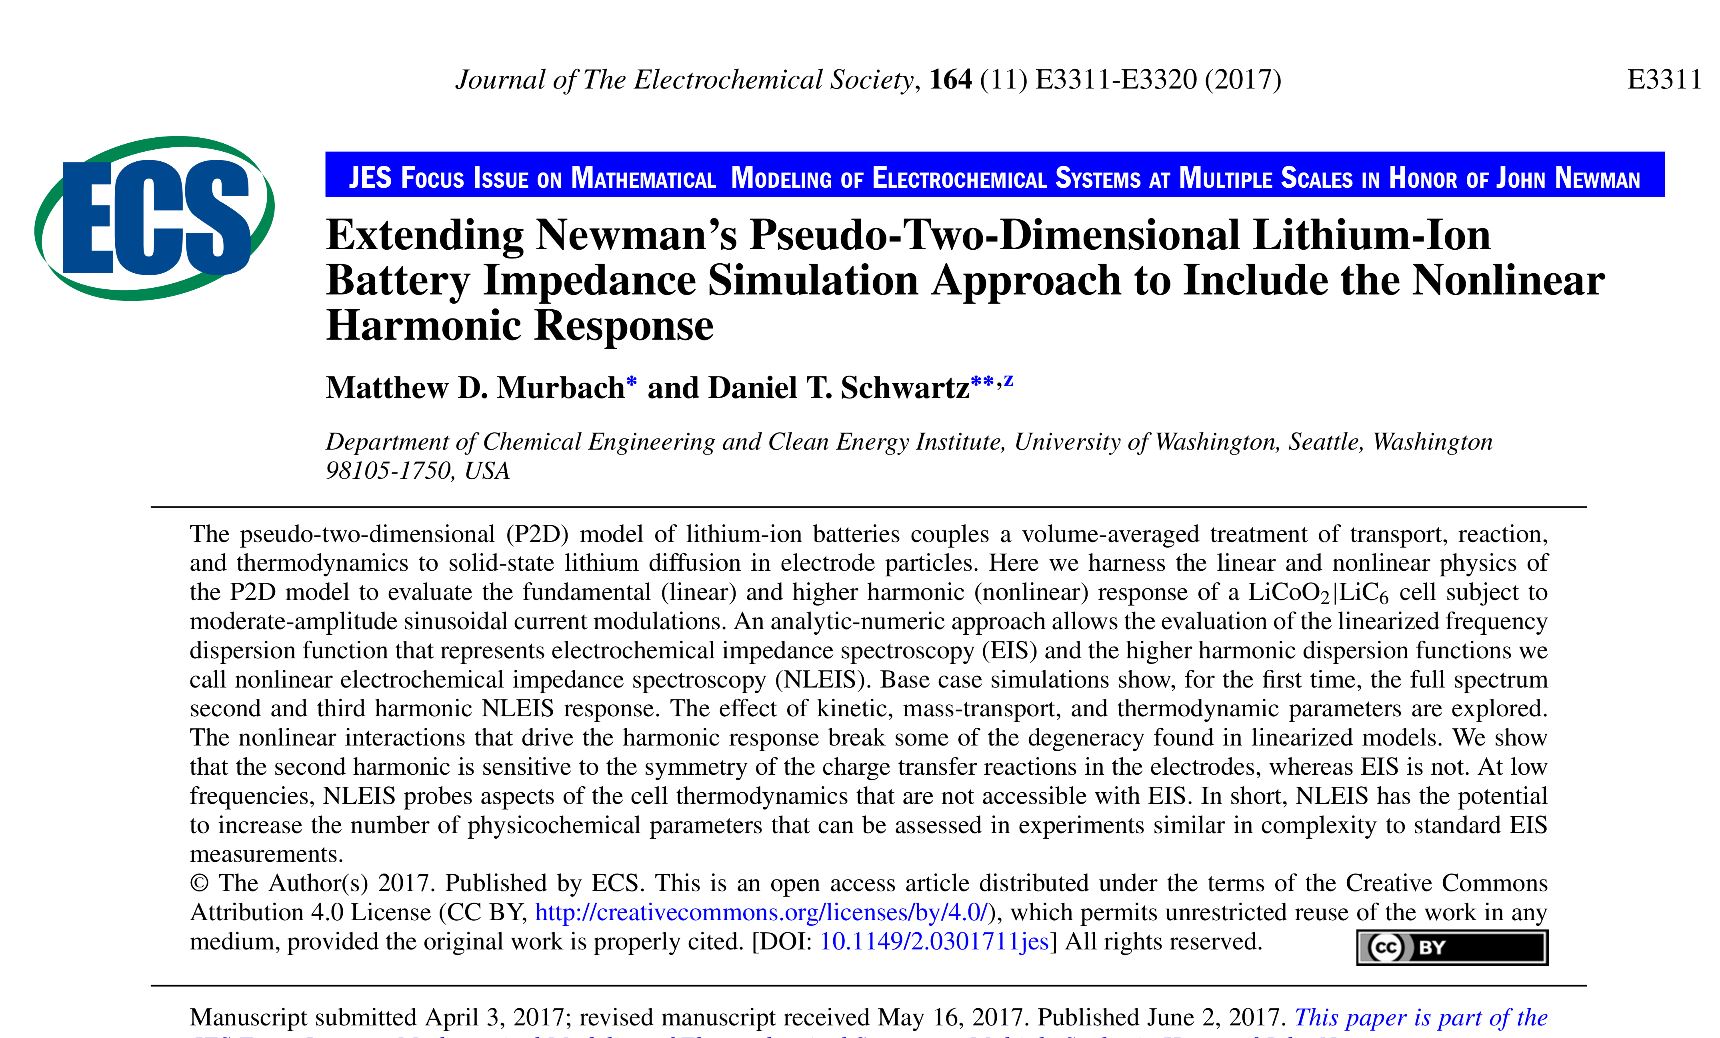 Journal of The Electrochemical Society, 164 (11) E3311-E3320 (2017)
E3311
ECS
JES Focus Issue on Mathematical Modeling of Electrochemical Systems at Multiple Scales in Honor of John Newman
Extending Newman's Pseudo-Two-Dimensional Lithium-Ion
Battery Impedance Simulation Approach to Include the Nonlinear
Harmonic Response
Matthew D. Murbach* and Daniel T. Schwartz**,z
Department of Chemical Engineering and Clean Energy Institute, University of Washington, Seattle, Washington
98105-1750, USA
The pseudo-two-dimensional (P2D) model of lithium-ion batteries couples a volume-averaged treatment of transport, reaction,
and thermodynamics to solid-state lithium diffusion in electrode particles. Here we harness the linear and nonlinear physics of
the P2D model to evaluate the fundamental (linear) and higher harmonic (nonlinear) response of a LiCoO2|LiC6 cell subject to
moderate-amplitude sinusoidal current modulations. An analytic-numeric approach allows the evaluation of the linearized frequency
dispersion function that represents electrochemical impedance spectroscopy (EIS) and the higher harmonic dispersion functions we
call nonlinear electrochemical impedance spectroscopy (NLEIS). Base case simulations show, for the first time, the full spectrum
second and third harmonic NLEIS response. The effect of kinetic, mass-transport, and thermodynamic parameters are explored.
The nonlinear interactions that drive the harmonic response break some of the degeneracy found in linearized models. We show
that the second harmonic is sensitive to the symmetry of the charge transfer reactions in the electrodes, whereas EIS is not. At low
frequencies, NLEIS probes aspects of the cell thermodynamics that are not accessible with EIS. In short, NLEIS has the potential
to increase the number of physicochemical parameters that can be assessed in experiments similar in complexity to standard EIS
measurements.
© The Author(s) 2017. Published by ECS. This is an open access article distributed under the terms of the Creative Commons
Attribution 4.0 License (CC BY, http://creativecommons.org/licenses/by/4.0/), which permits unrestricted reuse of the work in any
medium, provided the original work is properly cited. [DOI: 10.1149/2.0301711jes] All rights reserved.
cc BY
Manuscript submitted April 3, 2017; revised manuscript received May 16, 2017. Published June 2, 2017. This paper is part of the